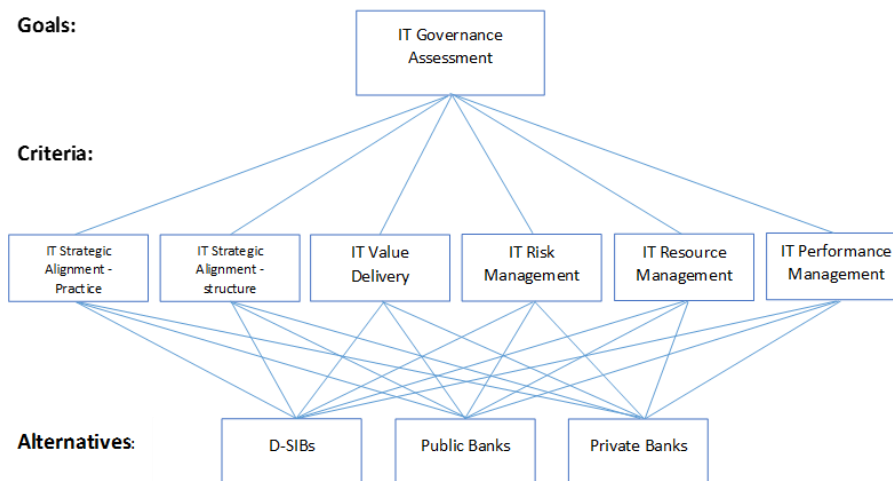 Goals:
IT Governance
Assessment
Criteria:
IT Strategic
Alignment -
Practice
IT Strategic
Alignment -
structure
IT Value
Delivery
IT Risk
Management
IT Resource
Management
IT Performance
Management
Alternatives:
D-SIBs
Public Banks
Private Banks